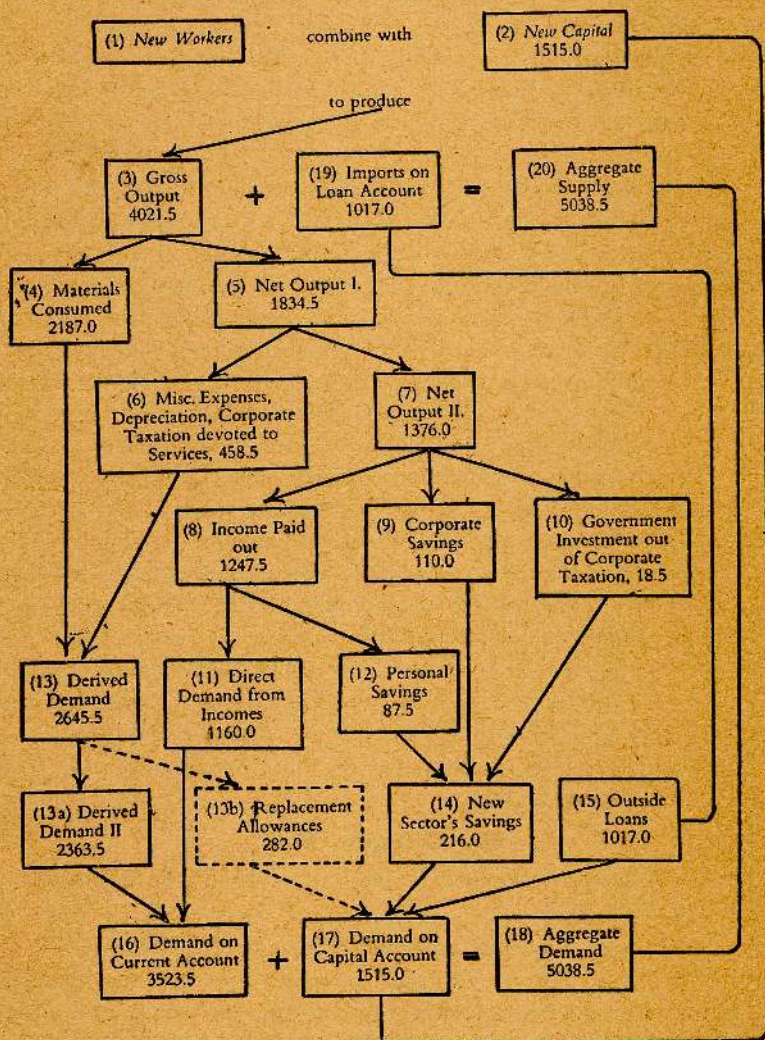 (1) New Workers
combine with
(2) New Capital
1515.0
to produce
(3) Gross
Output
4021.5
+
(19) Imports on
Loan Account
1017.0
=
(20) Aggregate
Supply
5038.5
(4) Materials
Consumed
2187.0
(5) Net Output I.
1834.5
(6) Misc. Expenses,
Depreciation, Corporate
Taxation devoted to
Services, 458.5
(7) Net
Output II.
1376.0
(8) Income Paid
out
1247.5
(9) Corporate
Savings
110.0
(10) Government
Investment out
of Corporate
Taxation, 18.5
(13) Derived
Demand
2645.5
(11) Direct
Demand from
Incomes
1160.0
(12) Personal
Savings
87.5
(13a) Derived
Demand II
2363.5
(13b) Replacement
Allowances
282.0
(14) New
Sector's Savings
216.0
(15) Outside
Loans
1017.0
(16) Demand on
Current Account
3523.5
+
(17) Demand on
Capital Account
1515.0
=
(18) Aggregate
Demand
5038.5